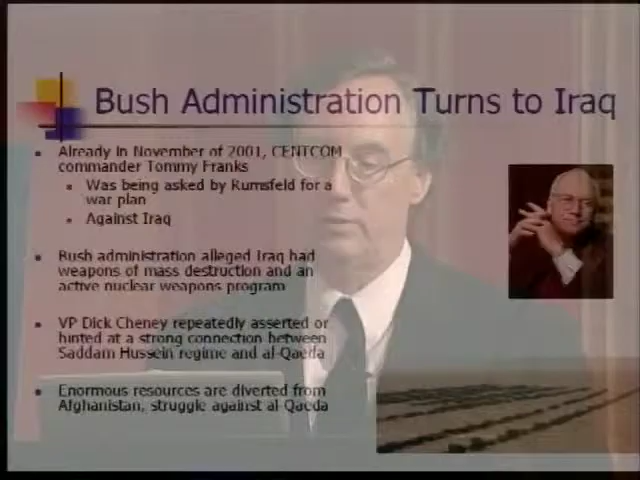 Bush Administration Turns to Iraq
Already in November of 2001, CENTCOM
commander Tommy Franks
Was being asked by Rumsfeld for a
war plan
Against Iraq
Bush administration alleged Iraq had
weapons of mass destruction and an
active nuclear weapons program
VP Dick Cheney repeatedly asserted or
hinted at a strong connection between
Saddam Hussein regime and al-Qaeda
Enormous resources are diverted from
Afghanistan, struggle against al Qaeda